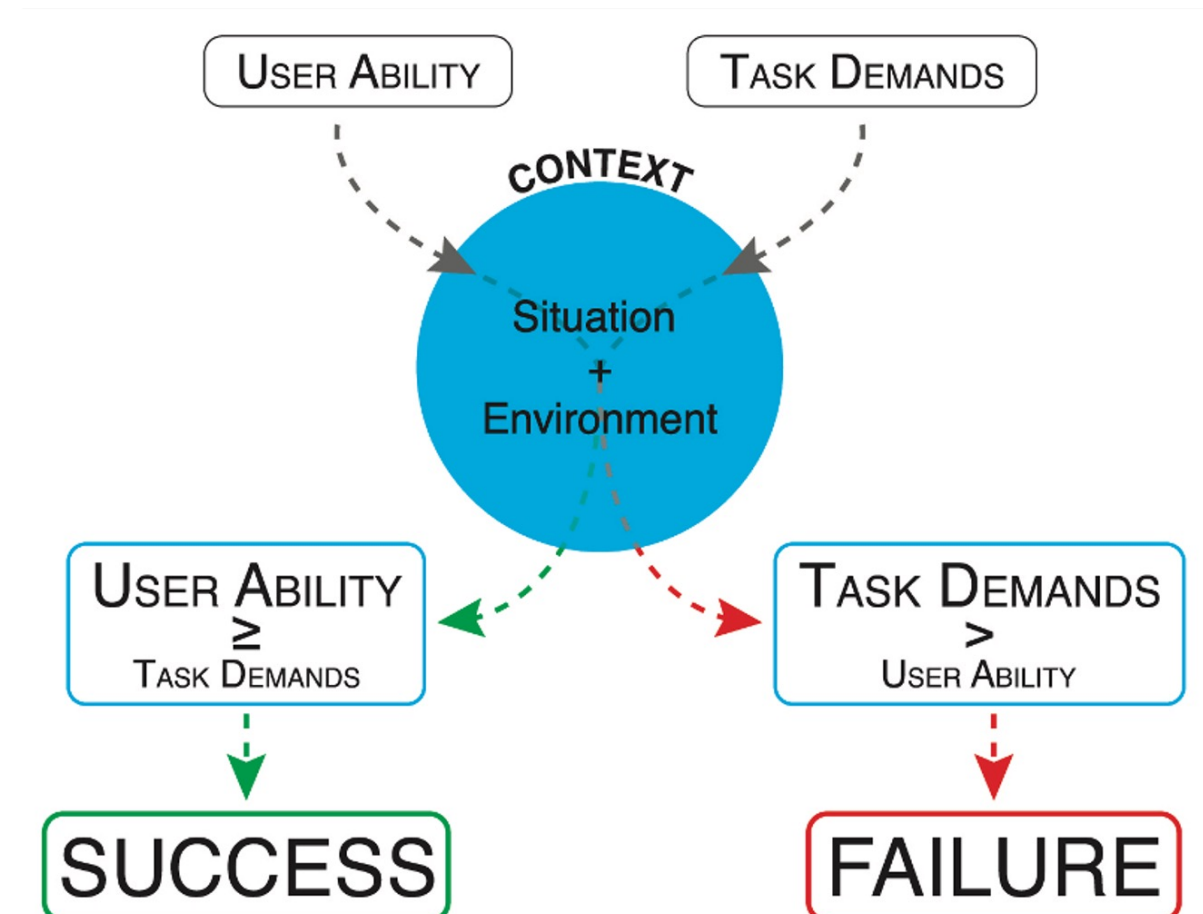 USER ABILITY
TASK DEMANDS
CONTEXT
Situation
+
Environment
USER ABILITY
≥
TASK DEMANDS
TASK DEMANDS
>
USER ABILITY
SUCCESS
FAILURE